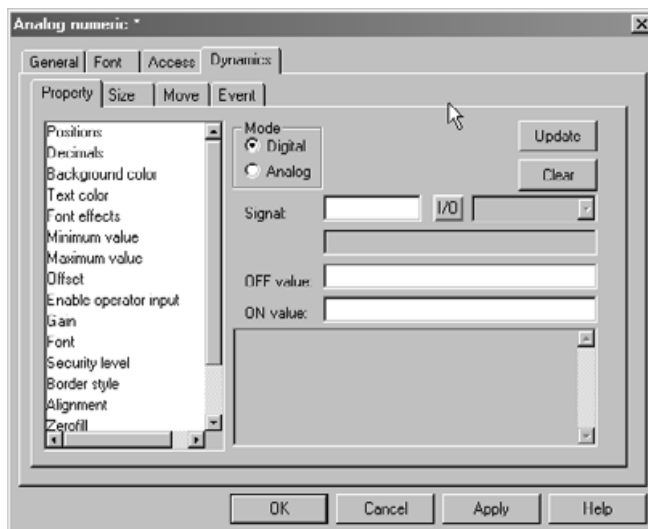 Analog numeric *
General Font Access Dynamics
Property Size Move Event
Positions
Decimals
Background color
Text color
Font effects
Minimum value
Maximum value
Offset
Enable operator input
Gain
Font
Security level
Border style
Alignment
Zerofill
Mode
Digital
Analog
Update
Clear
Signal: I/O
OFF value:
ON value:
OK Cancel Apply Help